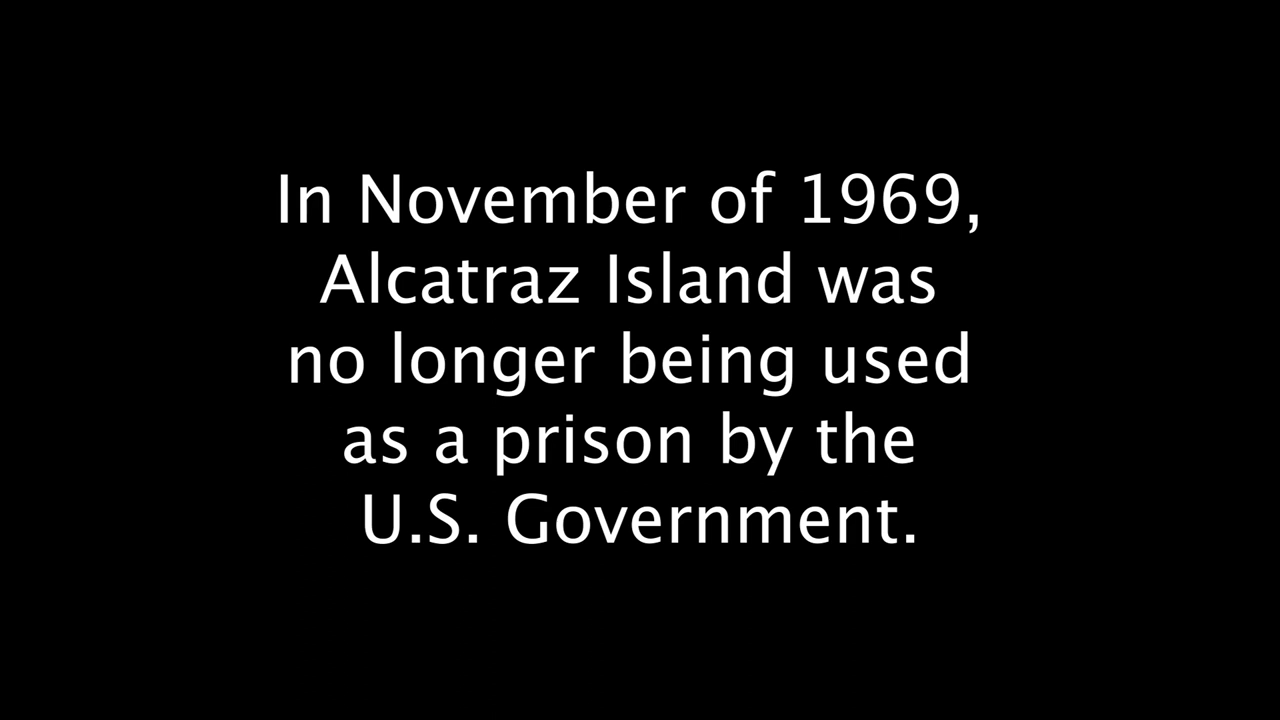 In November of 1969,
Alcatraz Island was
no longer being used
as a prison by the
U.S. Government.